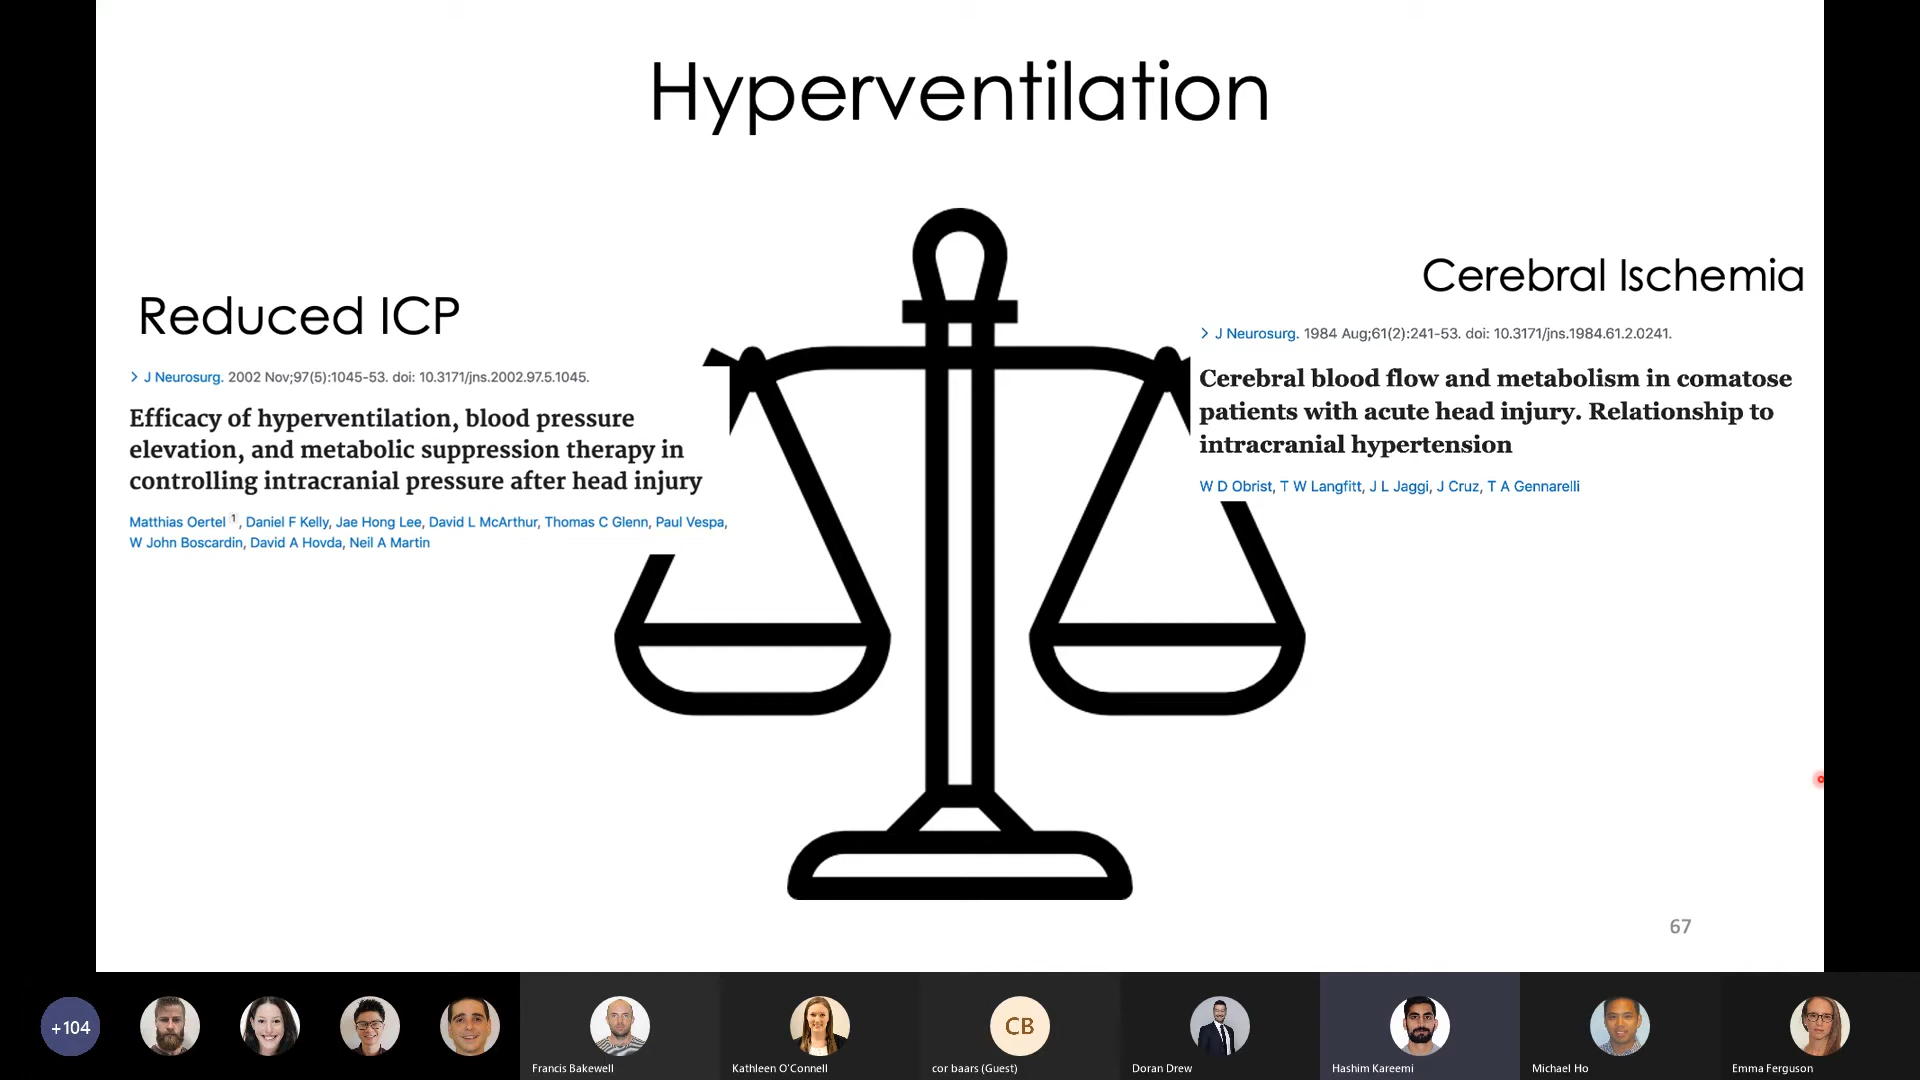 Hyperventilation
Reduced ICP
> J Neurosurg. 2002 Nov;97(5):1045-53. doi: 10.3171/jns.2002.97.5.1045.
Efficacy of hyperventilation, blood pressure
elevation, and metabolic suppression therapy in
controlling intracranial pressure after head injury
Matthias Oertel 1, Daniel F Kelly, Jae Hong Lee, David L McArthur, Thomas C Glenn, Paul Vespa,
W John Boscardin, David A Hovda, Neil A Martin
Cerebral Ischemia
> J Neurosurg. 1984 Aug;61(2):241-53. doi: 10.3171/jns.1984.61.2.0241.
Cerebral blood flow and metabolism in comatose
patients with acute head injury. Relationship to
intracranial hypertension
W D Obrist, T W Langfitt, J L Jaggi, J Cruz, T A Gennarelli
67
+104
CB
Francis Bakewell
Kathleen O'Connell
cor baars (Guest)
Doran Drew
Hashim Kareemi
Michael Ho
Emma Ferguson